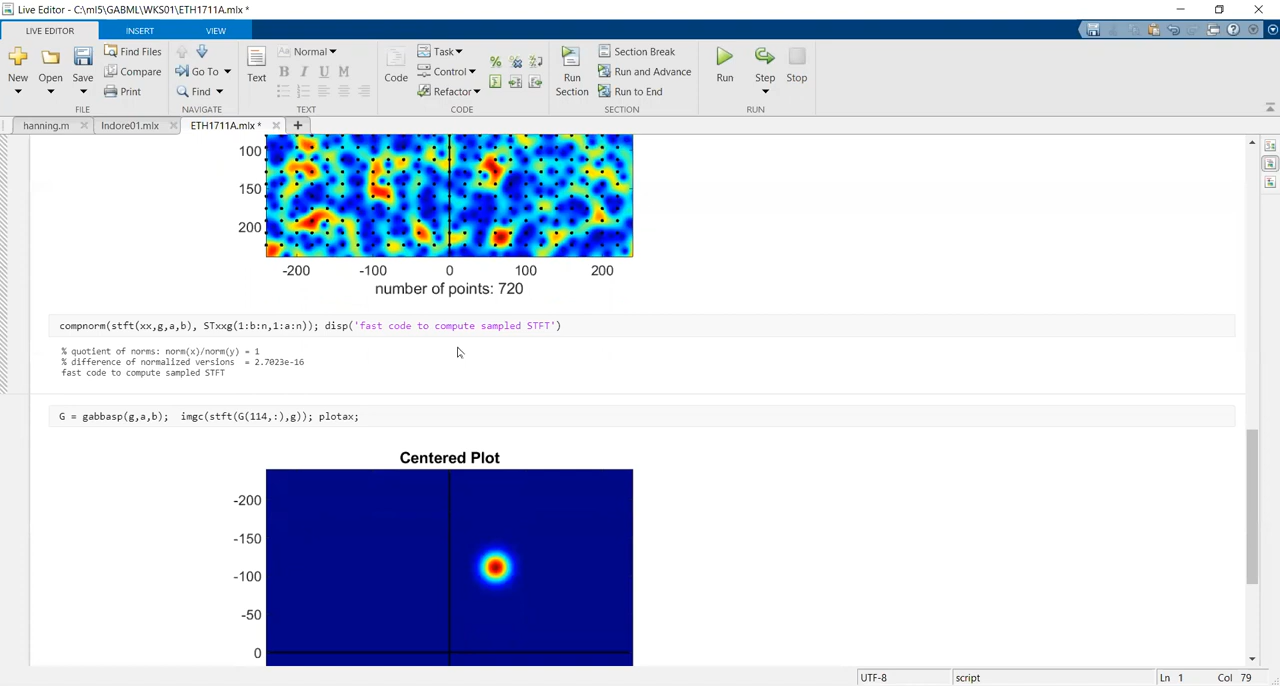 Live Editor - C:\ml5\GABML\WKS01\ETH1711A.mlx *
LIVE EDITOR INSERT VIEW
New Open Save Find Files Compare Print
FILE
Go To Find
NAVIGATE
Text Normal B I U M
TEXT
Code Task Control Refactor
CODE
Run Section Section Break Run and Advance Run to End
SECTION
Run Step Stop
RUN
hanning.m Indore01.mlx ETH1711A.mlx *
100
150
200
-200 -100 0 100 200
number of points: 720
compnorm(stft(xx,g,a,b), STxxg(1:b:n,1:a:n)); disp('fast code to compute sampled STFT')
% quotient of norms: norm(x)/norm(y) = 1
% difference of normalized versions = 2.7023e-16
fast code to compute sampled STFT
G = gabbasp(g,a,b); imgc(stft(G(114,:),g)); plotax;
Centered Plot
-200
-150
-100
-50
0
UTF-8 script Ln 1 Col 79